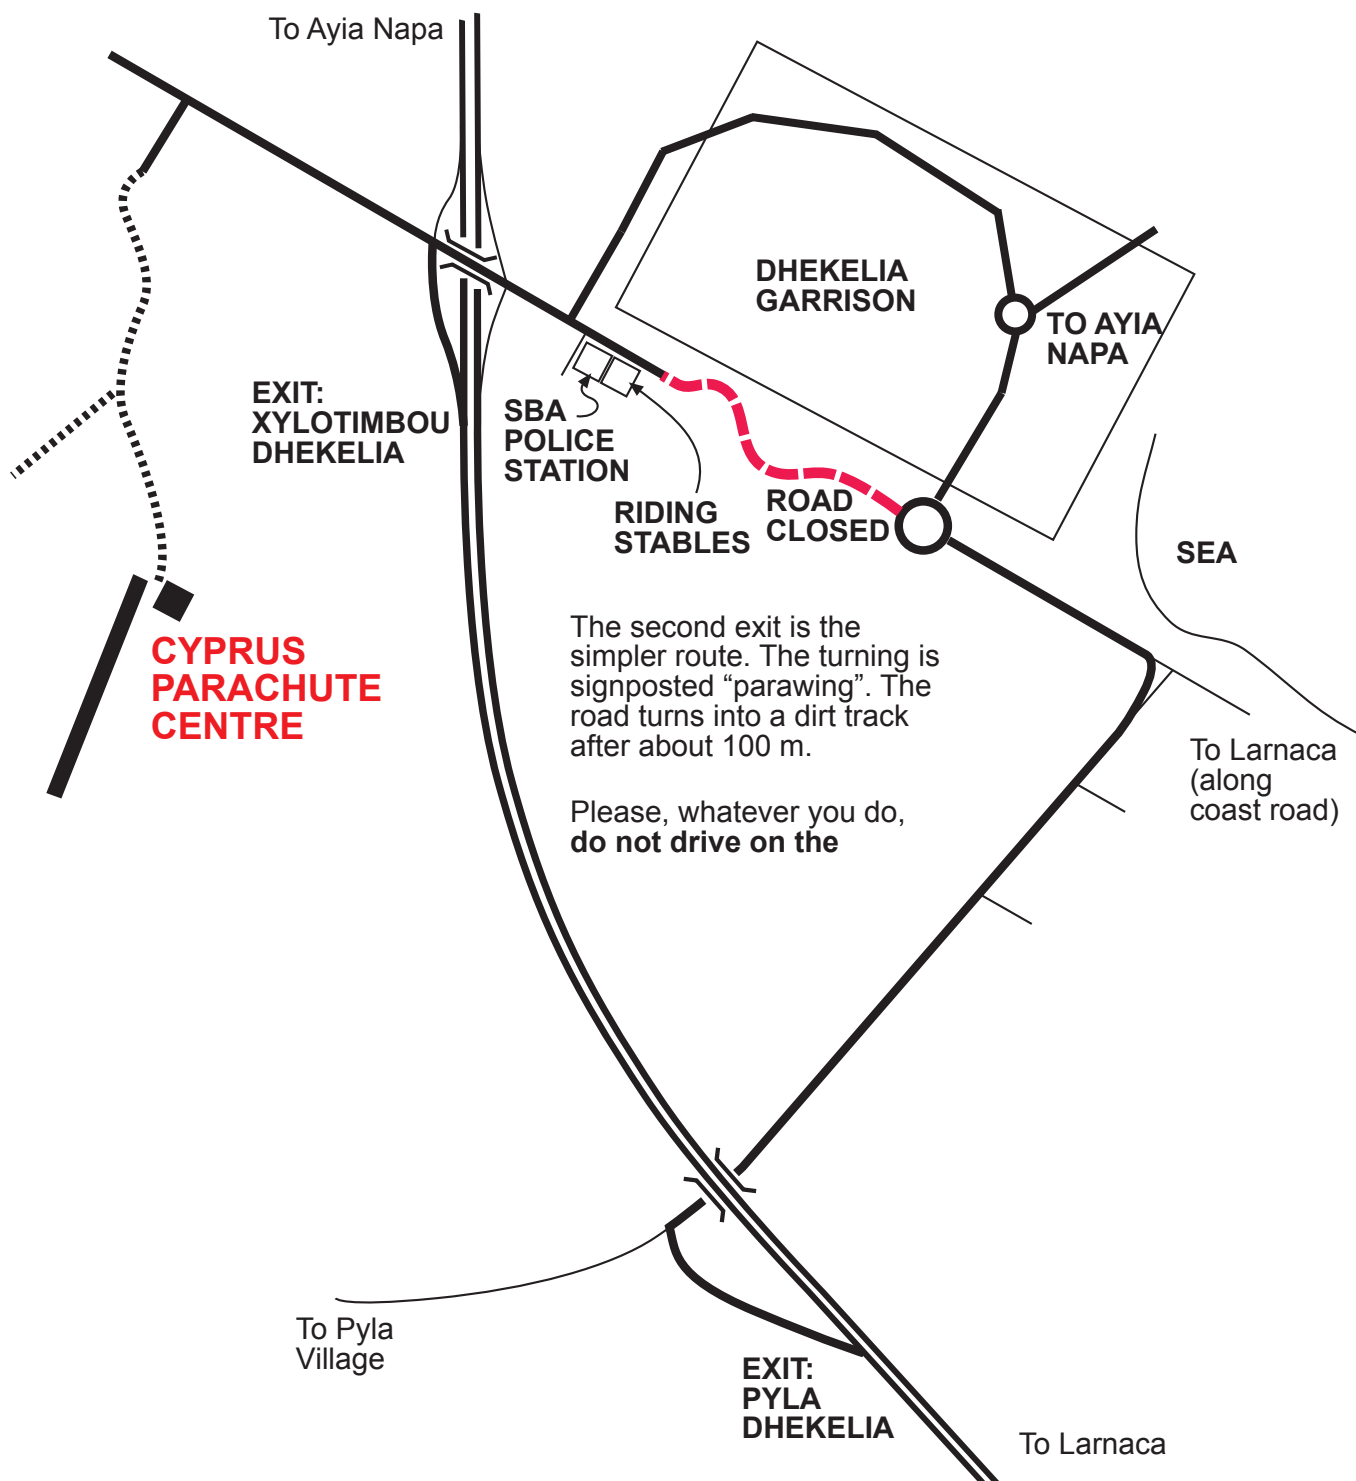 To Ayia Napa
DHEKELIA
GARRISON
TO AYIA
NAPA
EXIT:
XYLOTIMBOU
DHEKELIA
SBA
POLICE
STATION
RIDING
STABLES
ROAD
CLOSED
SEA
CYPRUS
PARACHUTE
CENTRE
The second exit is the
simpler route. The turning is
signposted “parawing”. The
road turns into a dirt track
after about 100 m.
Please, whatever you do,
do not drive on the
To Larnaca
(along
coast road)
To Pyla
Village
EXIT:
PYLA
DHEKELIA
To Larnaca